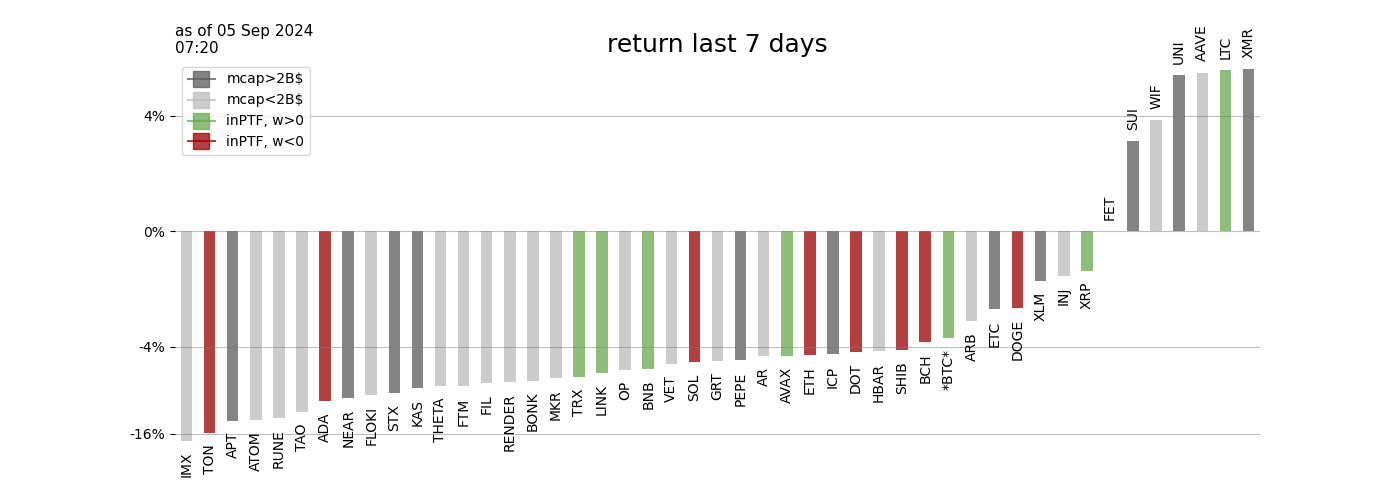 as of 05 Sep 2024
07:20
return last 7 days
mcap>2B$
mcap<2B$
inPTF, w>0
inPTF, w<0
4%
0%
-4%
-16%
IMX
TON
APT
ATOM
RUNE
TAO
ADA
NEAR
FLOKI
STX
KAS
THETA
FTM
FIL
RENDER
BONK
MKR
TRX
LINK
OP
BNB
VET
SOL
GRT
PEPE
AR
AVAX
ETH
ICP
DOT
HBAR
SHIB
BCH
*BTC*
ARB
ETC
DOGE
XLM
INJ
XRP
FET
SUI
WIF
UNI
AAVE
LTC
XMR